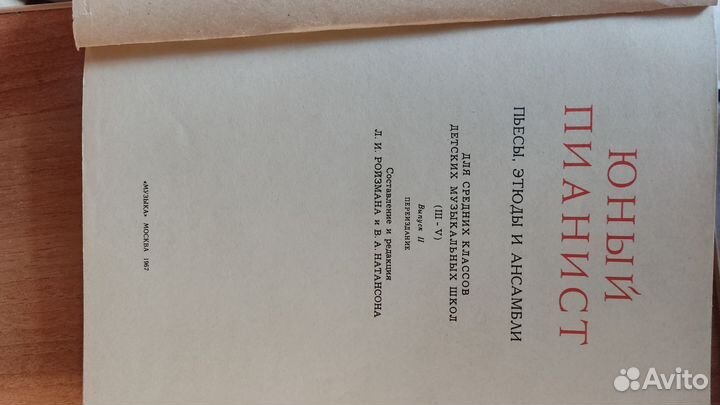 ЮНЫЙ
ПИАНИСТ
ПЬЕСЫ, ЭТЮДЫ И АНСАМБЛИ
ДЛЯ СРЕДНИХ КЛАССОВ
ДЕТСКИХ МУЗЫКАЛЬНЫХ ШКОЛ
(III - V)
Выпуск II
ПЕРЕИЗДАНИЕ
Составление и редакция
Л. И. РОЙЗМАНА и В. А. НАТАНСОНА
«МУЗЫКА» МОСКВА 1967
Avito